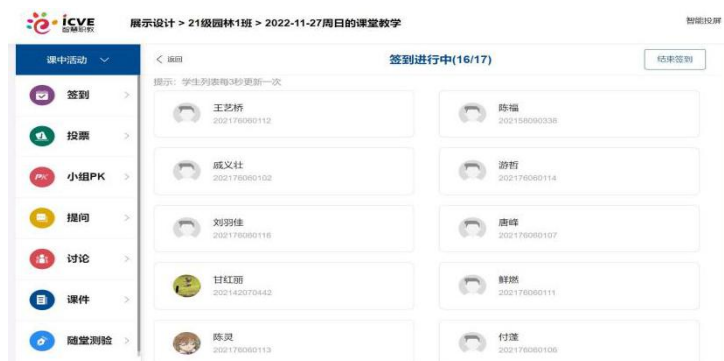 icve 智慧职教
展示设计 > 21级园林1班 > 2022-11-27周日的课堂教学
智能投屏
课中活动
< 返回
签到进行中(16/17)
结束签到
提示：学生列表每3秒更新一次
签到
投票
小组PK
提问
讨论
课件
随堂测验
王艺桥
202176060112
陈福
202158090338
戚义壮
202176060102
游哲
202176060114
刘羽佳
202176060116
唐峰
202176060107
甘红丽
202142070442
鲜燃
202176060111
陈灵
202176060113
付蓬
202176060106